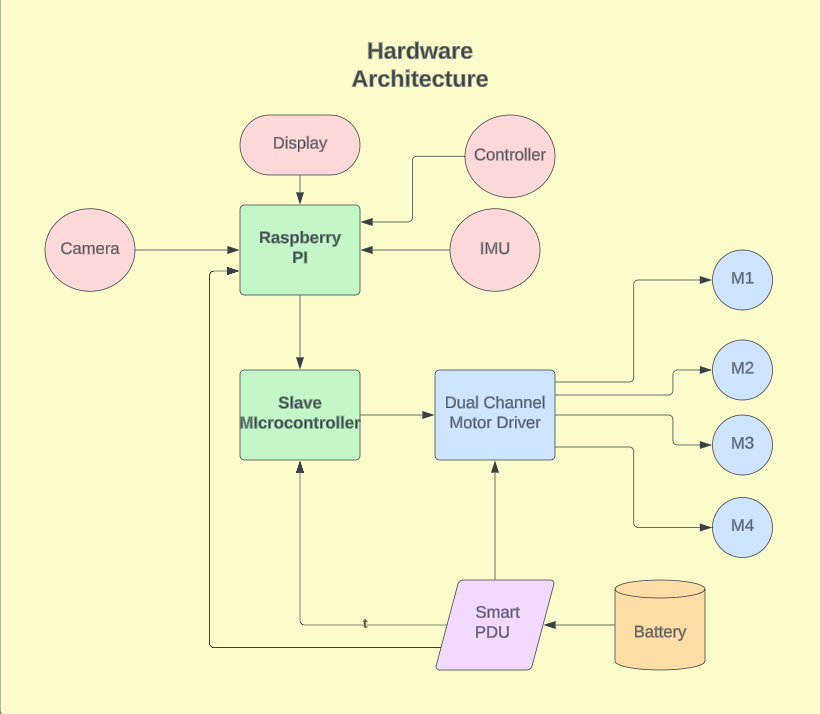 Hardware
Architecture
Display
Controller
Camera
Raspberry
PI
IMU
M1
Slave
MIcrocontroller
Dual Channel
Motor Driver
M2
M3
M4
t
Smart
PDU
Battery